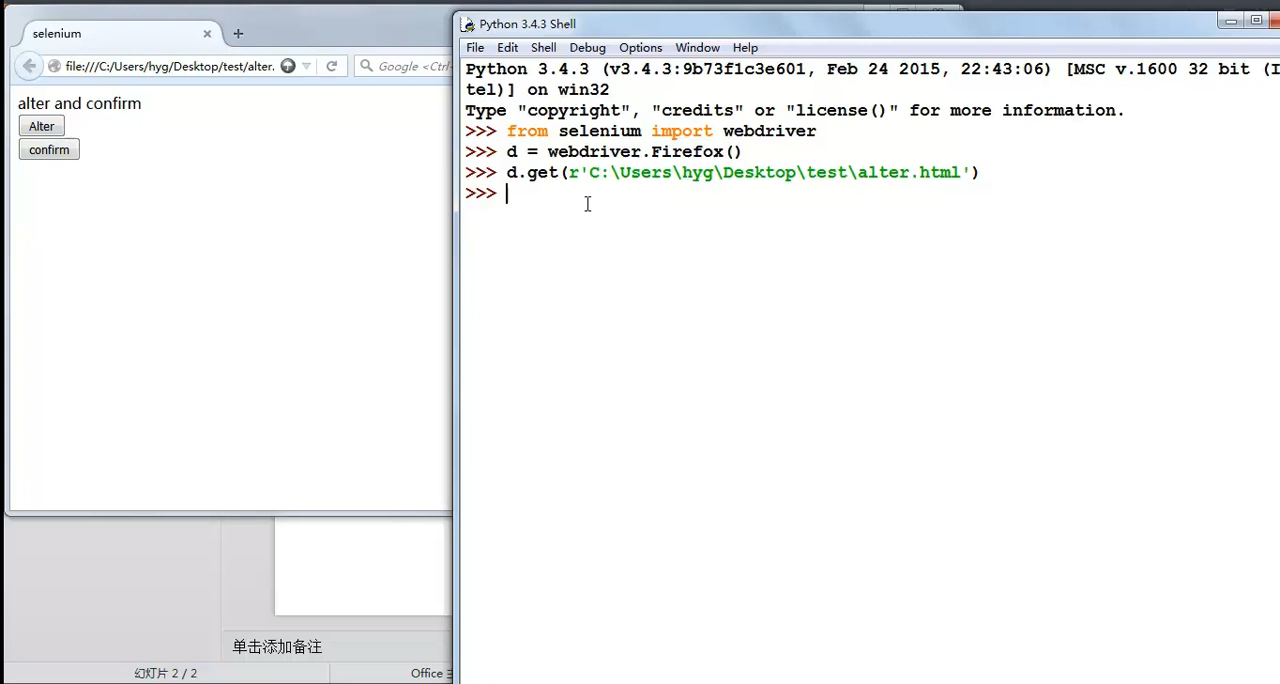 selenium
file:///C:/Users/hyg/Desktop/test/alter.
Google <Ctrl-
alter and confirm
Alter
confirm
单击添加备注
幻灯片 2 / 2
Office
Python 3.4.3 Shell
File Edit Shell Debug Options Window Help
Python 3.4.3 (v3.4.3:9b73f1c3e601, Feb 24 2015, 22:43:06) [MSC v.1600 32 bit (I
tel)] on win32
Type "copyright", "credits" or "license()" for more information.
>>> from selenium import webdriver
>>> d = webdriver.Firefox()
>>> d.get(r'C:\Users\hyg\Desktop\test\alter.html')
>>>